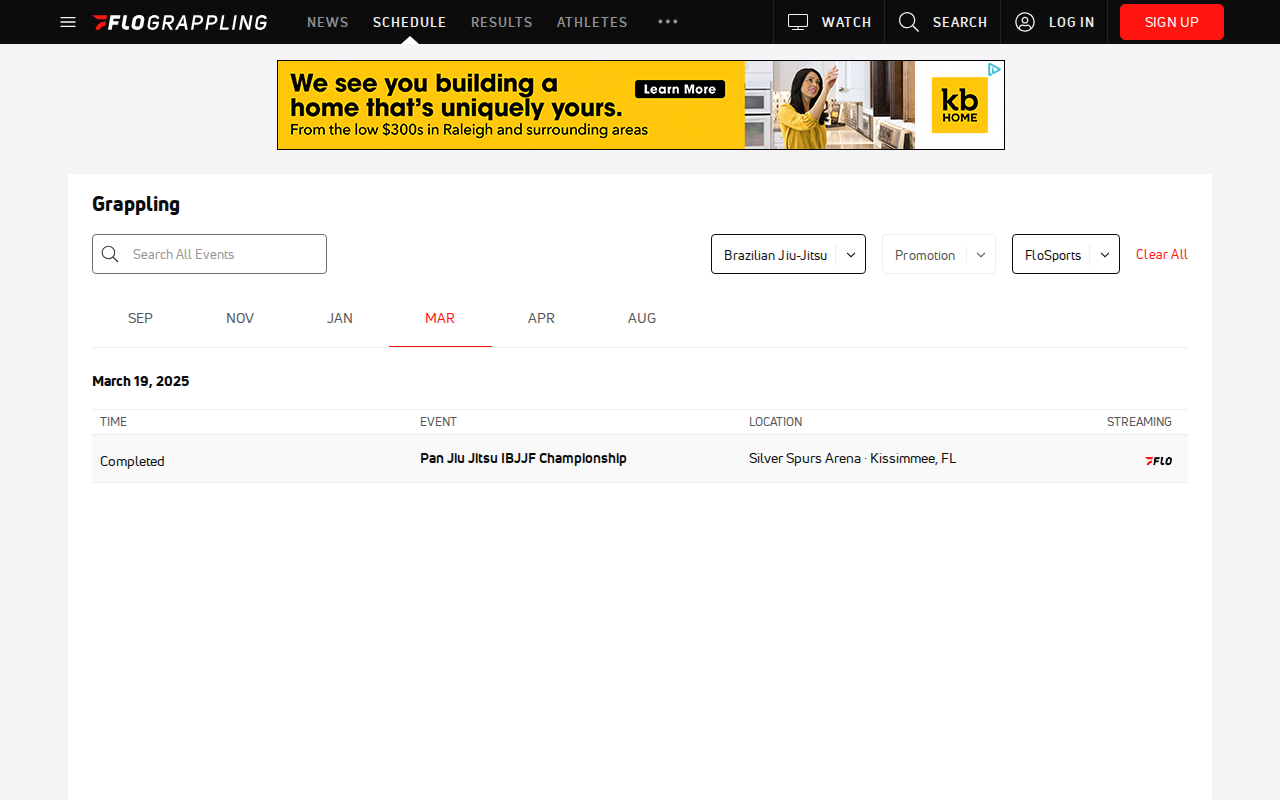 FLOGRAPPLING NEWS SCHEDULE RESULTS ATHLETES WATCH SEARCH LOG IN SIGN UP
We see you building a
home that's uniquely yours.
From the low $300s in Raleigh and surrounding areas
Learn More
kb
HOME
Grappling
Search All Events Brazilian Jiu-Jitsu Promotion FloSports Clear All
SEP NOV JAN MAR APR AUG
March 19, 2025
TIME EVENT LOCATION STREAMING
Completed Pan Jiu Jitsu IBJJF Championship Silver Spurs Arena · Kissimmee, FL FLO